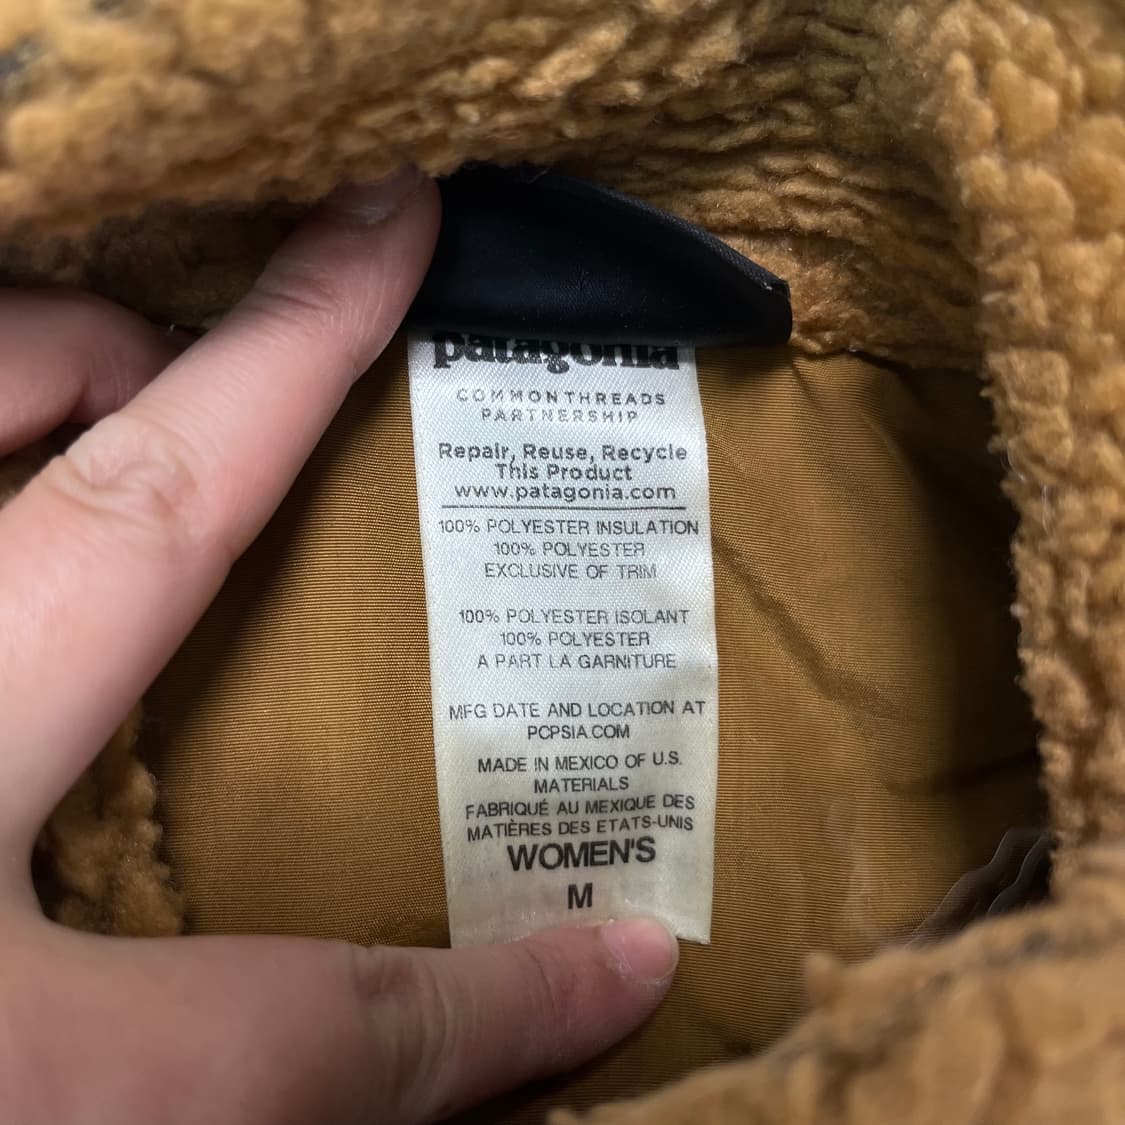 patagonia
COMMON THREADS
PARTNERSHIP
Repair, Reuse, Recycle
This Product
www.patagonia.com
100% POLYESTER INSULATION
100% POLYESTER
EXCLUSIVE OF TRIM
100% POLYESTER ISOLANT
100% POLYESTER
A PART LA GARNITURE
MFG DATE AND LOCATION AT
PCPSIA.COM
MADE IN MEXICO OF U.S.
MATERIALS
FABRIQUÉ AU MEXIQUE DES
MATIÈRES DES ETATS-UNIS
WOMEN'S
M